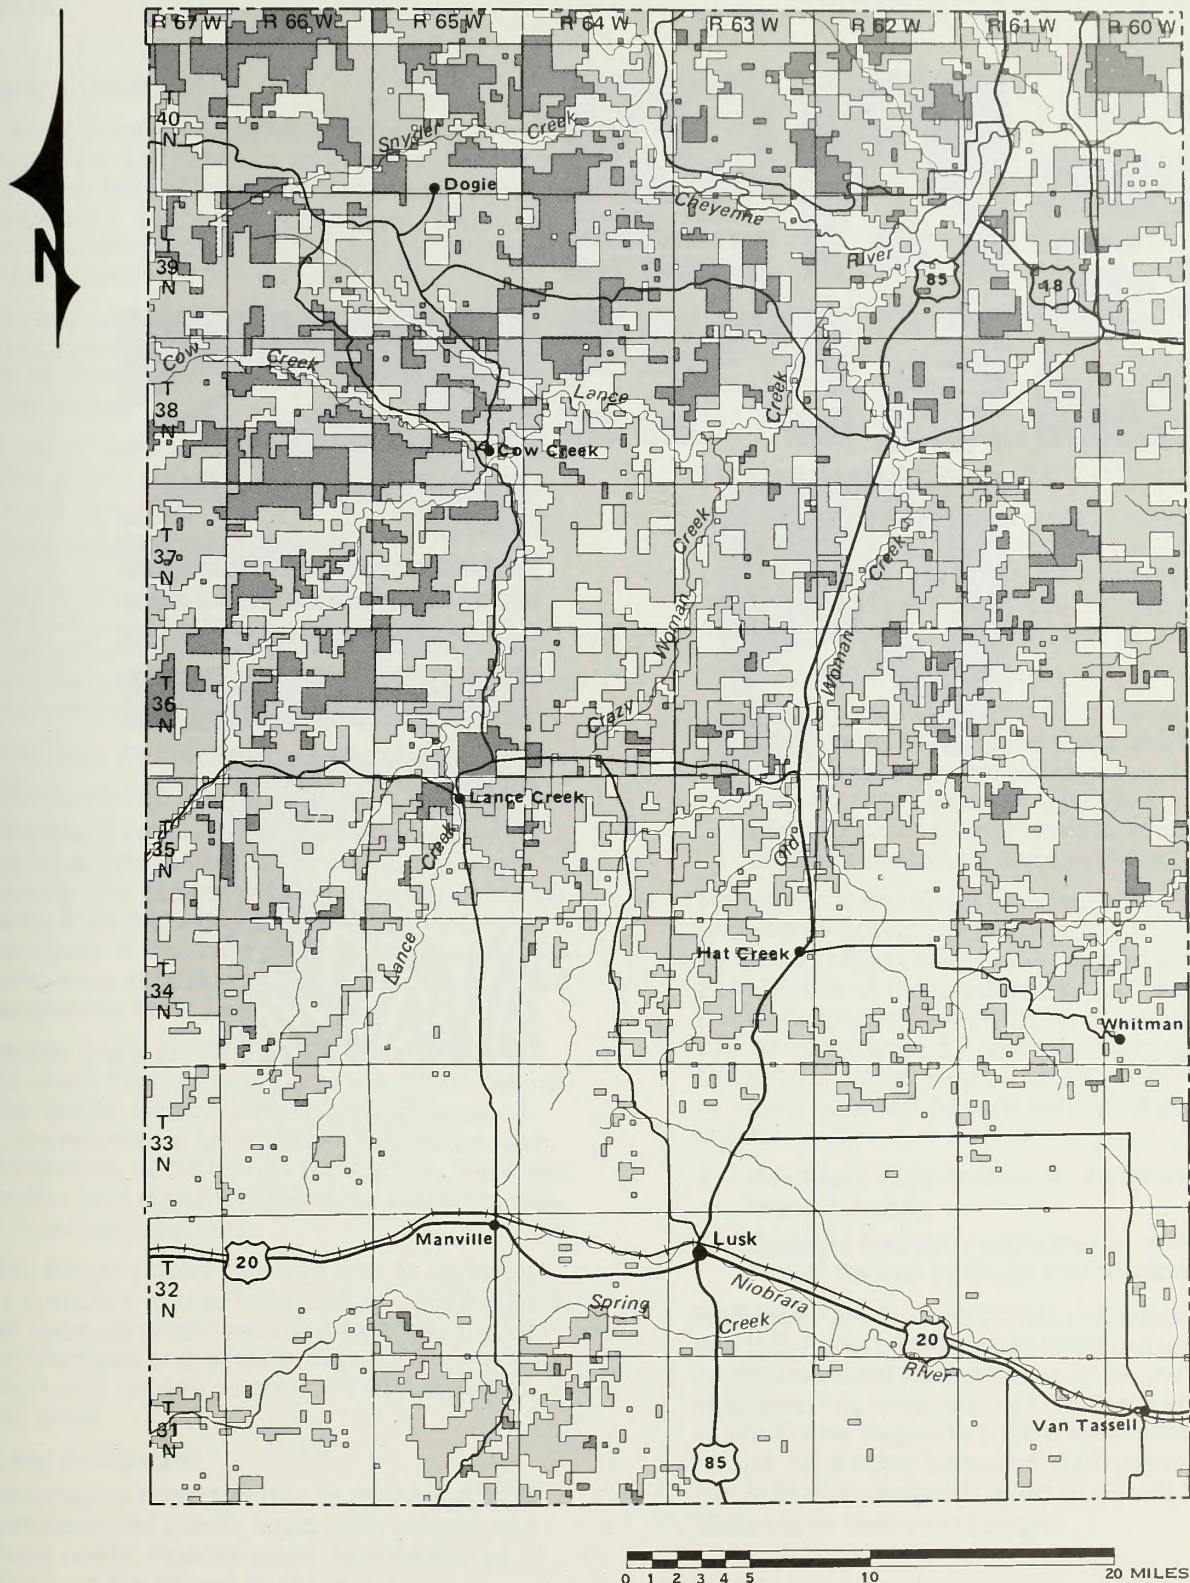 R 67 W R 66 W R 65 W R 64 W R 63 W R 62 W R 61 W R 60 W
T
40
N
Snyder Creek
N
Dogie
Cheyenne
River
T
39
N
85
18
Cow Creek
T
38
N
Lance
Creek
Cow Creek
T
37
N
Creek
Woman
Crazy
Creek
Woman
Old
T
36
N
Lance Creek
T
35
N
Creek
Lance
Hat Creek
T
34
N
Whitman
T
33
N
Manville
Lusk
20
T
32
N
Spring
Creek
Niobrara
20
River
T
31
N
Van Tassell
85
0 1 2 3 4 5 10 20 MILES